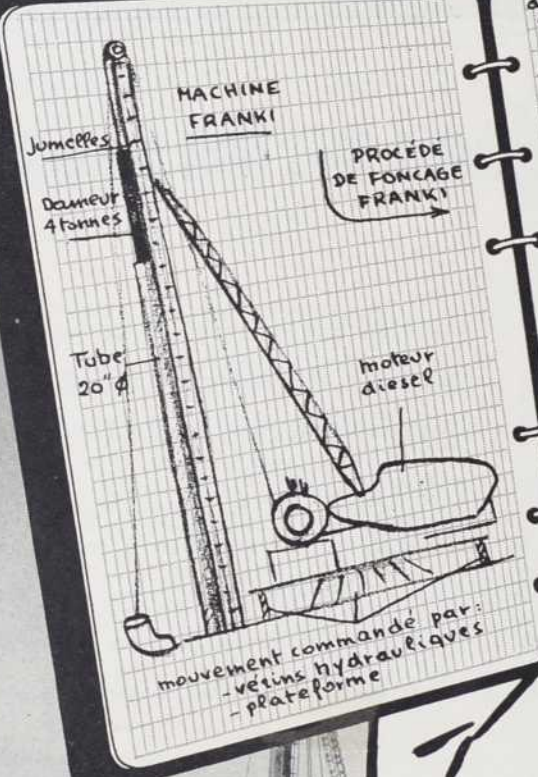 MACHINE
FRANKI
Jumelles
PROCÉDÉ
DE FONCAGE
FRANKI
Dameur
4 tonnes
Tube
20" ϕ
moteur
diesel
mouvement commandé par:
- vérins hydrauliques
- plateforme